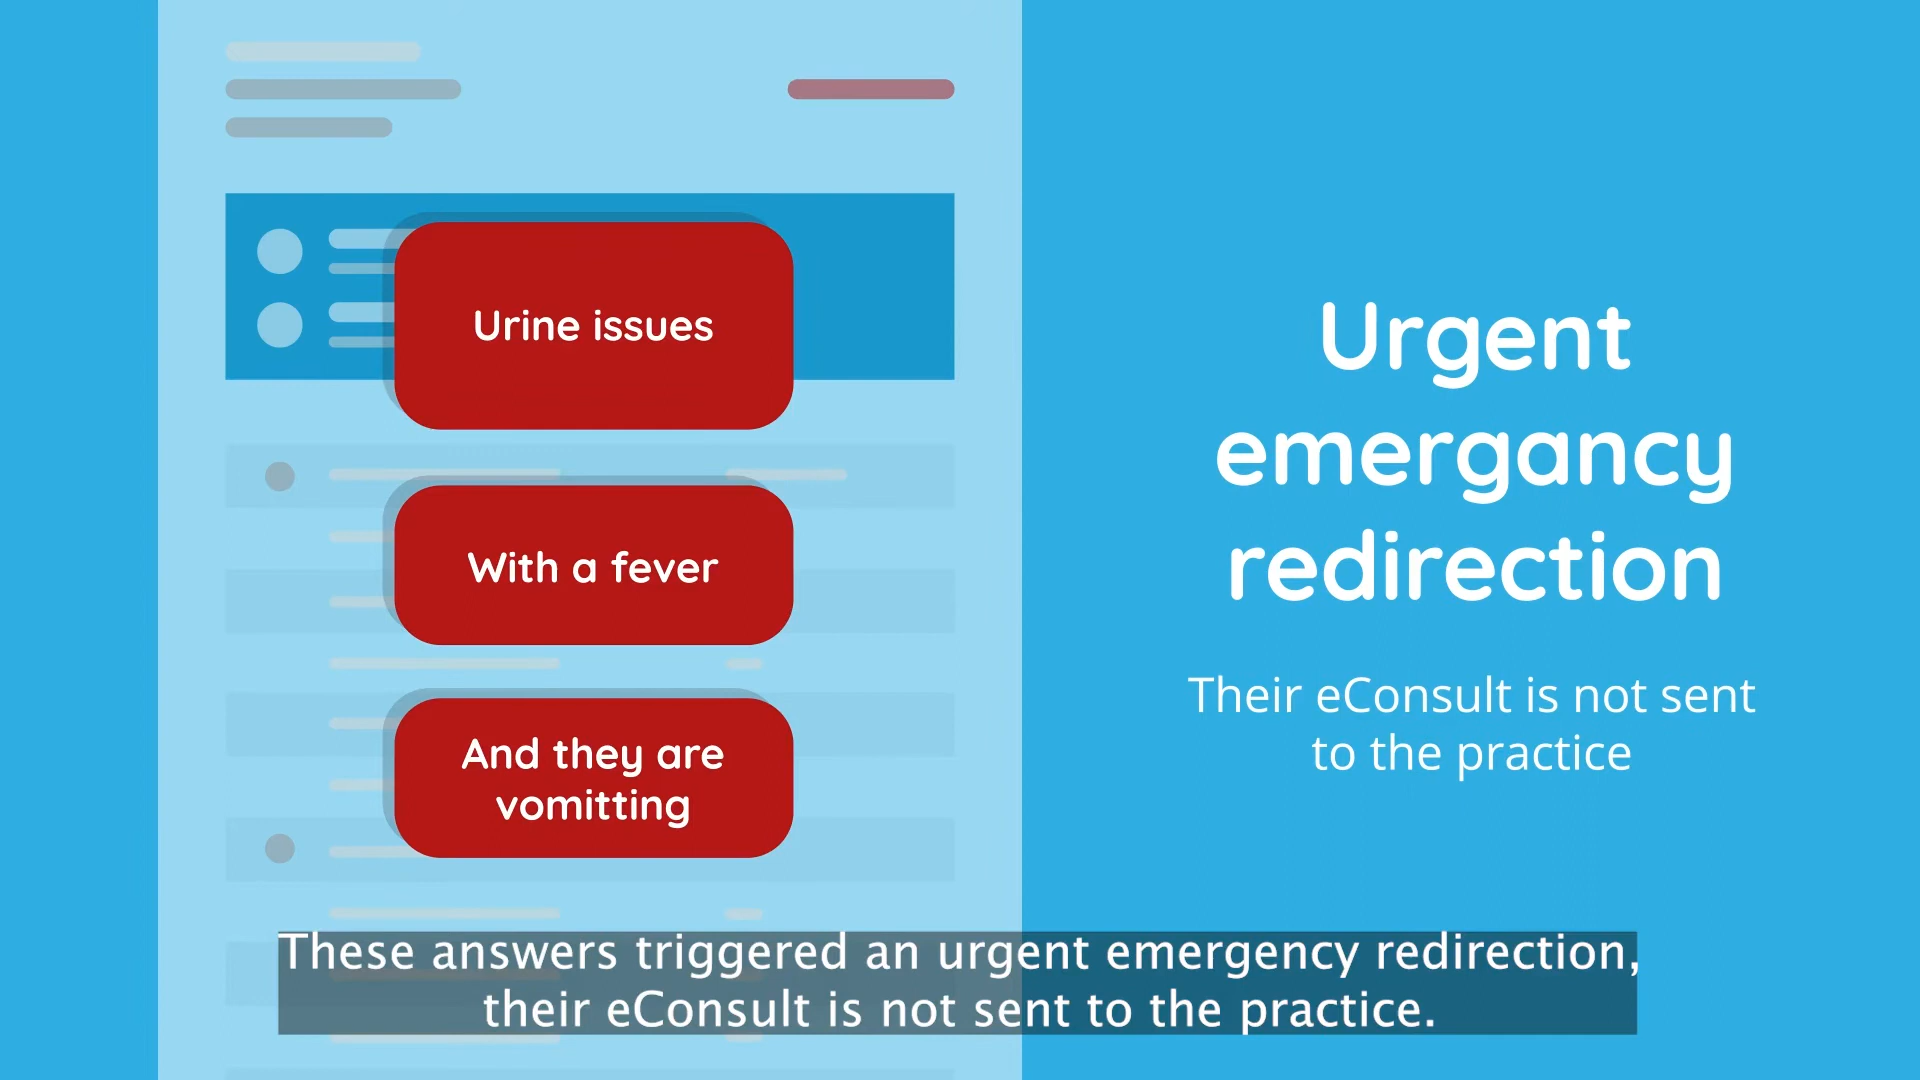 Urine issues
With a fever
And they are
vomitting
Urgent
emergancy
redirection
Their eConsult is not sent
to the practice
These answers triggered an urgent emergency redirection,
their eConsult is not sent to the practice.